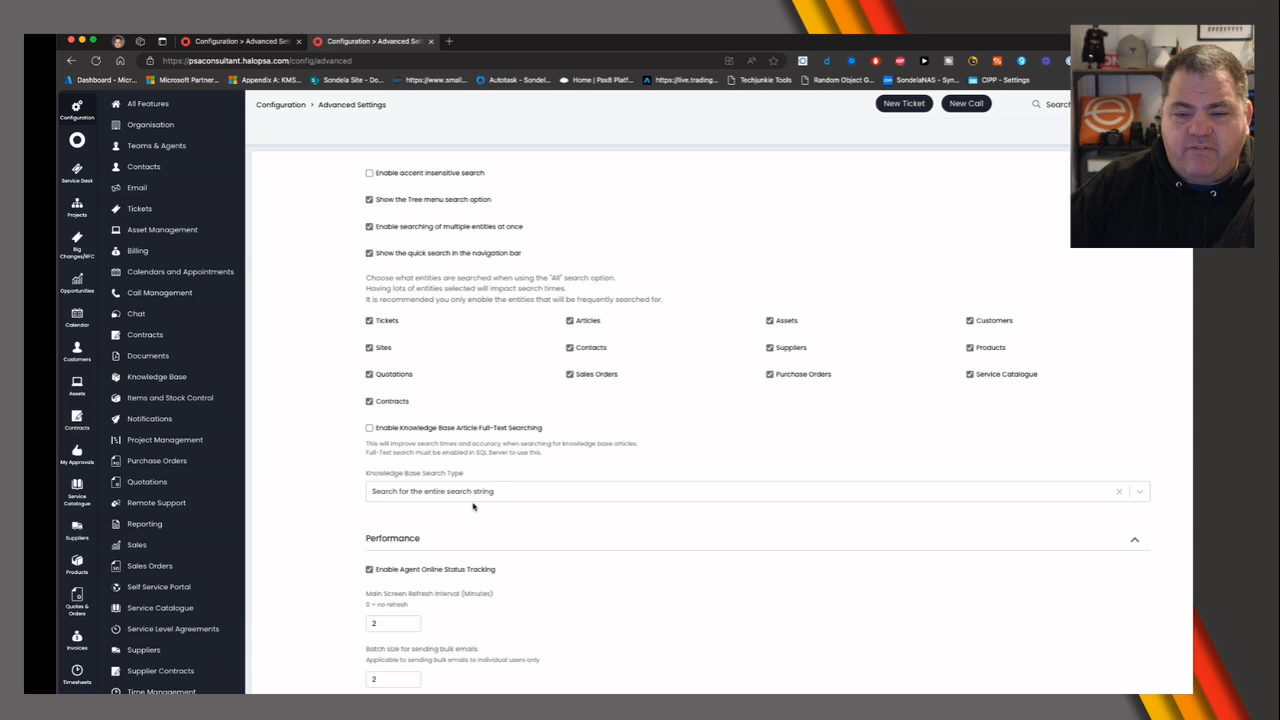 Configuration > Advanced Set
Configuration > Advanced Set
https://psaconsultant.halopsa.com/config/advanced
Dashboard - Micr...
Microsoft Partner...
Appendix A: KMS...
Sondela Site - Do...
https://www.small...
Autotask - Sondel...
Home | Pax8 Platf...
https://live.trading...
Techjunkie Tools
Random Object G...
SondelaNAS - Syn...
CIPP - Settings
Configuration
Service Desk
Projects
Big Changes/RFC
Opportunities
Calendar
Customers
Assets
Contracts
My Approvals
Service Catalogue
Suppliers
Products
Quotes & Orders
Invoices
Timesheets
All Features
Organisation
Teams & Agents
Contacts
Email
Tickets
Asset Management
Billing
Calendars and Appointments
Call Management
Chat
Contracts
Documents
Knowledge Base
Items and Stock Control
Notifications
Project Management
Purchase Orders
Quotations
Remote Support
Reporting
Sales
Sales Orders
Self Service Portal
Service Catalogue
Service Level Agreements
Suppliers
Supplier Contracts
Time Management
Configuration > Advanced Settings
New Ticket
New Call
Search
Enable accent insensitive search
Show the Tree menu search option
Enable searching of multiple entities at once
Show the quick search in the navigation bar
Choose what entities are searched when using the "All" search option.
Having lots of entities selected will impact search times.
It is recommended you only enable the entities that will be frequently searched for.
Tickets Articles Assets Customers
Sites Contacts Suppliers Products
Quotations Sales Orders Purchase Orders Service Catalogue
Contracts
Enable Knowledge Base Article Full-Text Searching
This will improve search times and accuracy when searching for knowledge base articles.
Full-Text search must be enabled in SQL Server to use this.
Knowledge Base Search Type
Search for the entire search string
Performance
Enable Agent Online Status Tracking
Main Screen Refresh Interval (Minutes)
0 = no refresh
2
Batch size for sending bulk emails
Applicable to sending bulk emails to individual users only
2